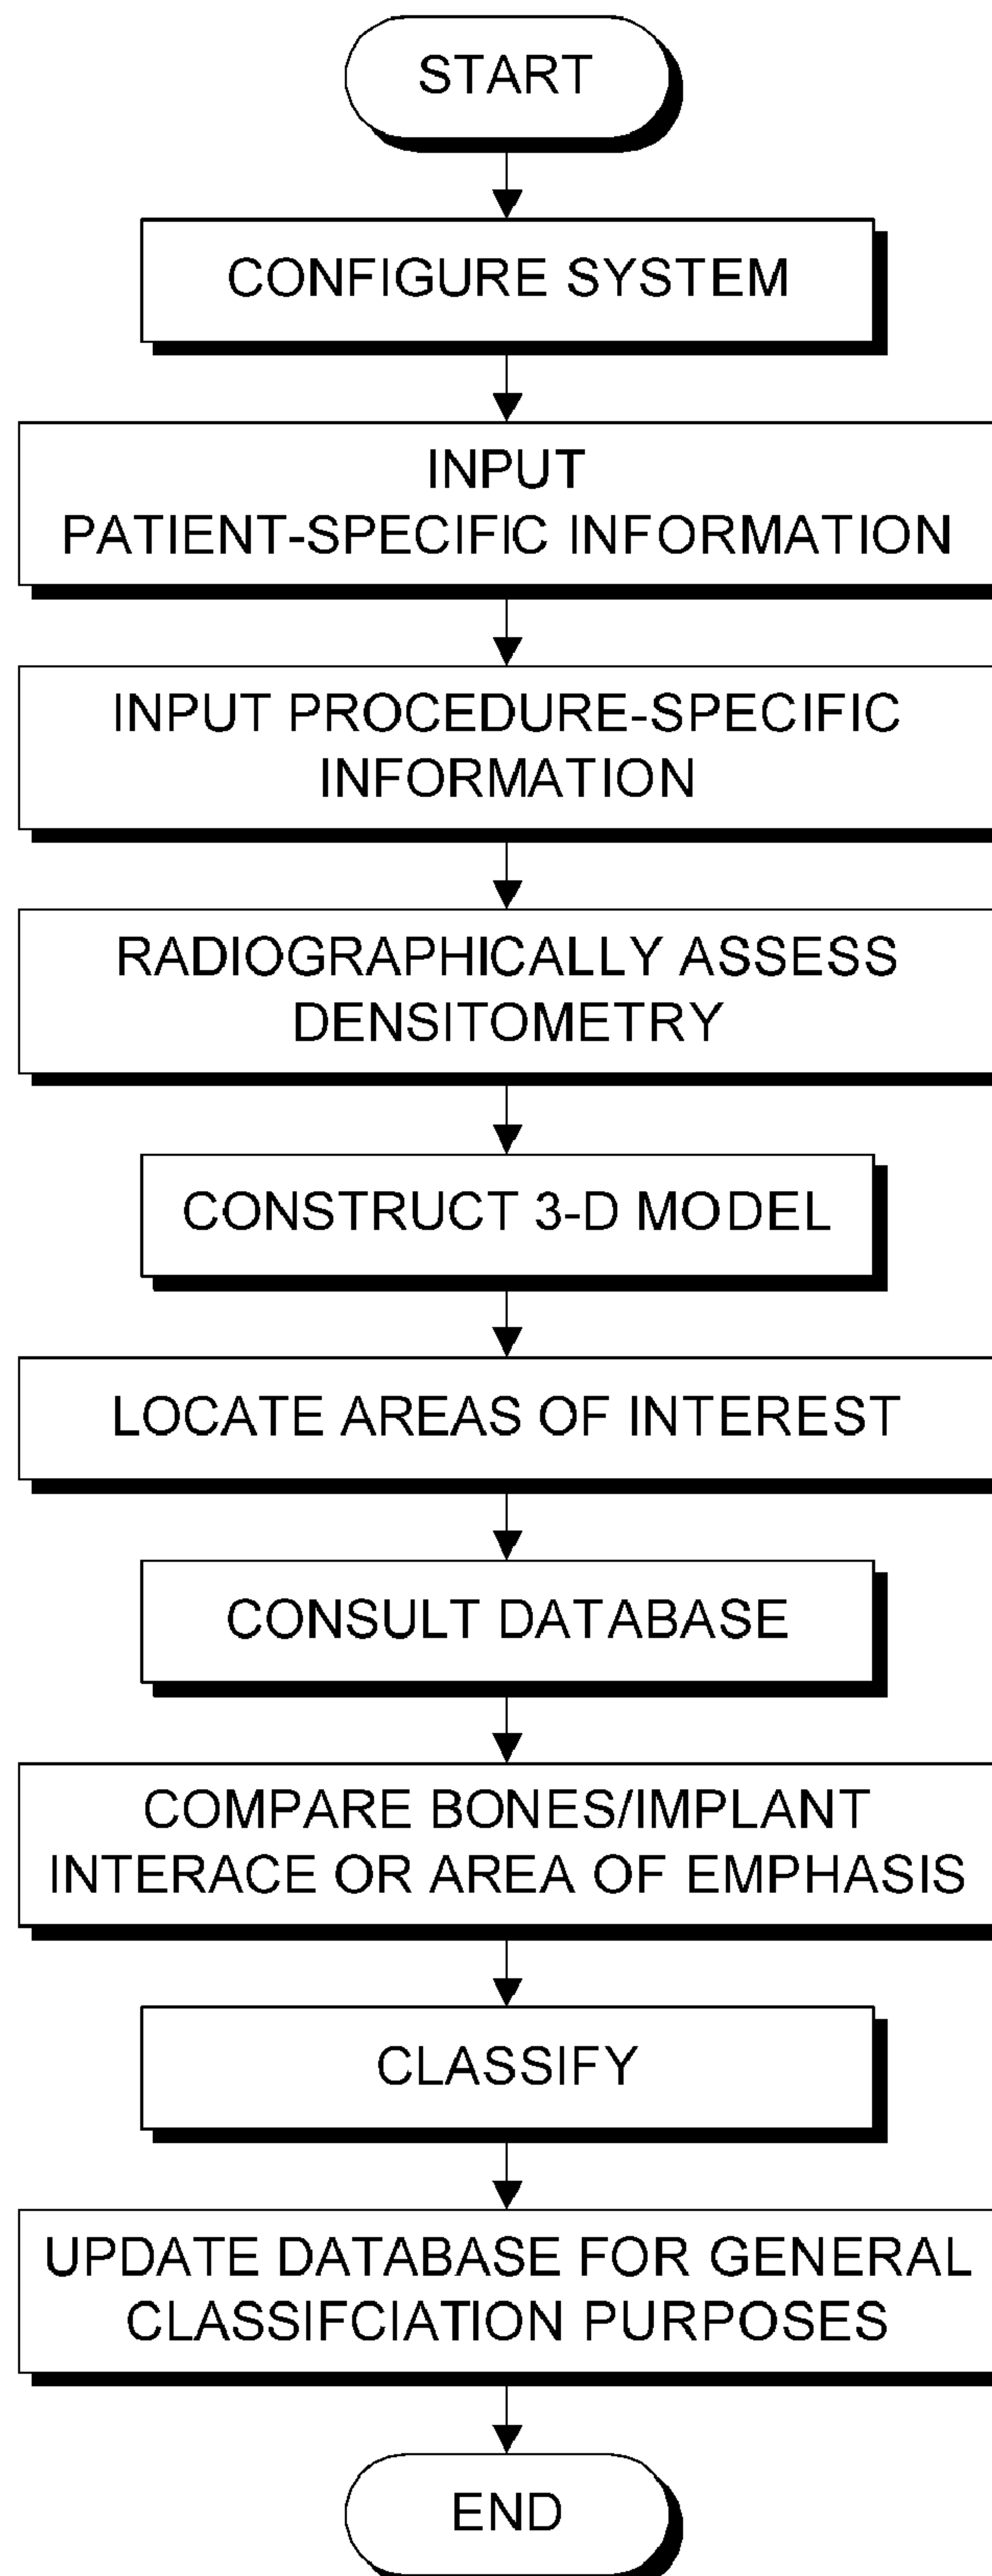 START
CONFIGURE SYSTEM
INPUT
PATIENT-SPECIFIC INFORMATION
INPUT PROCEDURE-SPECIFIC
INFORMATION
RADIOGRAPHICALLY ASSESS
DENSITOMETRY
CONSTRUCT 3-D MODEL
LOCATE AREAS OF INTEREST
CONSULT DATABASE
COMPARE BONES/IMPLANT
INTERACE OR AREA OF EMPHASIS
CLASSIFY
UPDATE DATABASE FOR GENERAL
CLASSIFCIATION PURPOSES
END